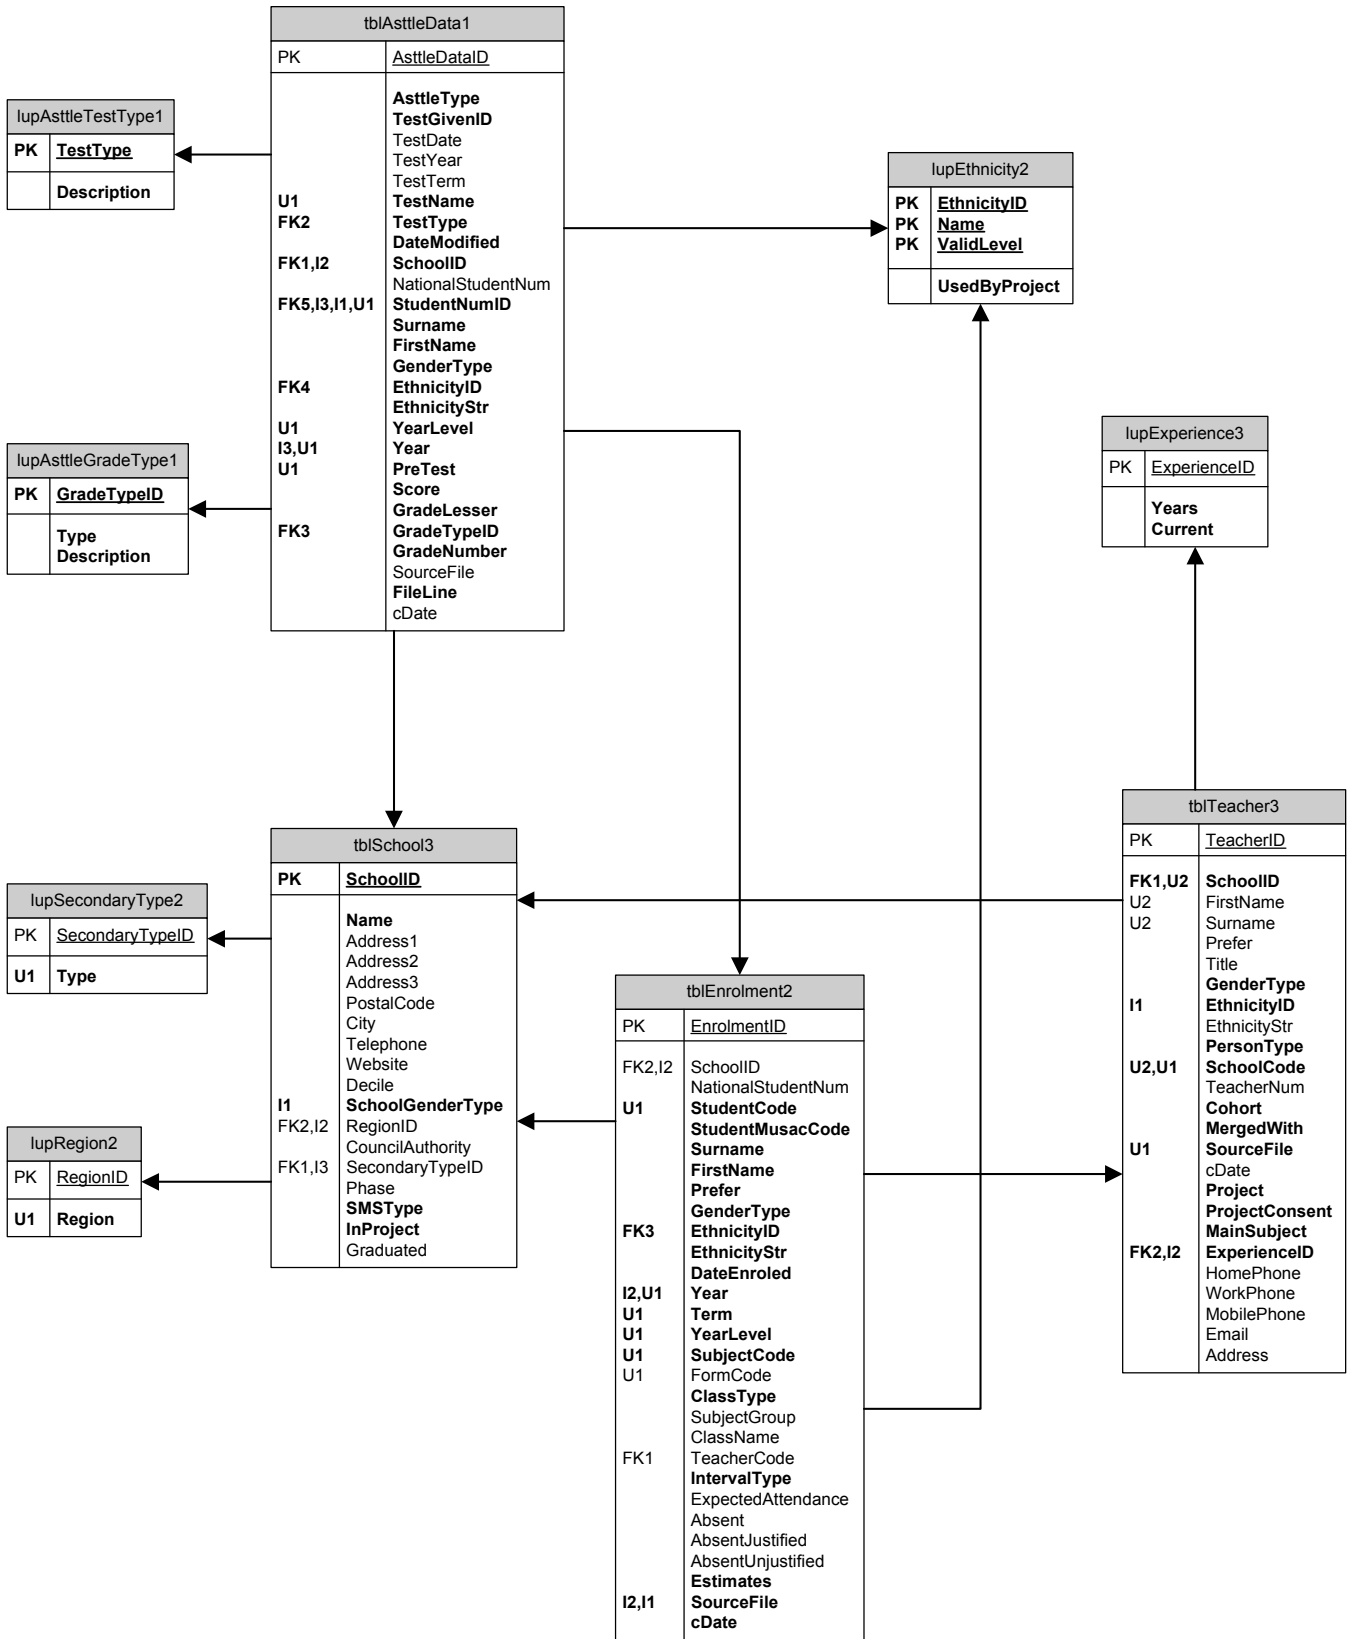 tblAsttleData1
PK AsttleDataID
AsttleType
TestGivenID
TestDate
TestYear
TestTerm
U1 TestName
FK2 TestType
DateModified
FK1,I2 SchoolID
NationalStudentNum
FK5,I3,I1,U1 StudentNumID
Surname
FirstName
GenderType
FK4 EthnicityID
EthnicityStr
U1 YearLevel
I3,U1 Year
U1 PreTest
Score
GradeLesser
FK3 GradeTypeID
GradeNumber
SourceFile
FileLine
cDate
lupAsttleTestType1
PK TestType
Description
lupEthnicity2
PK EthnicityID
PK Name
PK ValidLevel
UsedByProject
lupAsttleGradeType1
PK GradeTypeID
Type
Description
lupExperience3
PK ExperienceID
Years
Current
tblSchool3
PK SchoolID
Name
Address1
Address2
Address3
PostalCode
City
Telephone
Website
Decile
I1 SchoolGenderType
FK2,I2 RegionID
CouncilAuthority
FK1,I3 SecondaryTypeID
Phase
SMSType
InProject
Graduated
lupSecondaryType2
PK SecondaryTypeID
U1 Type
lupRegion2
PK RegionID
U1 Region
tblEnrolment2
PK EnrolmentID
FK2,I2 SchoolID
NationalStudentNum
U1 StudentCode
StudentMusacCode
Surname
FirstName
Prefer
GenderType
FK3 EthnicityID
EthnicityStr
DateEnroled
I2,U1 Year
U1 Term
U1 YearLevel
U1 SubjectCode
U1 FormCode
ClassType
SubjectGroup
ClassName
FK1 TeacherCode
IntervalType
ExpectedAttendance
Absent
AbsentJustified
AbsentUnjustified
Estimates
I2,I1 SourceFile
cDate
tblTeacher3
PK TeacherID
FK1,U2 SchoolID
U2 FirstName
U2 Surname
Prefer
Title
GenderType
I1 EthnicityID
EthnicityStr
PersonType
U2,U1 SchoolCode
TeacherNum
Cohort
MergedWith
U1 SourceFile
cDate
Project
ProjectConsent
MainSubject
FK2,I2 ExperienceID
HomePhone
WorkPhone
MobilePhone
Email
Address